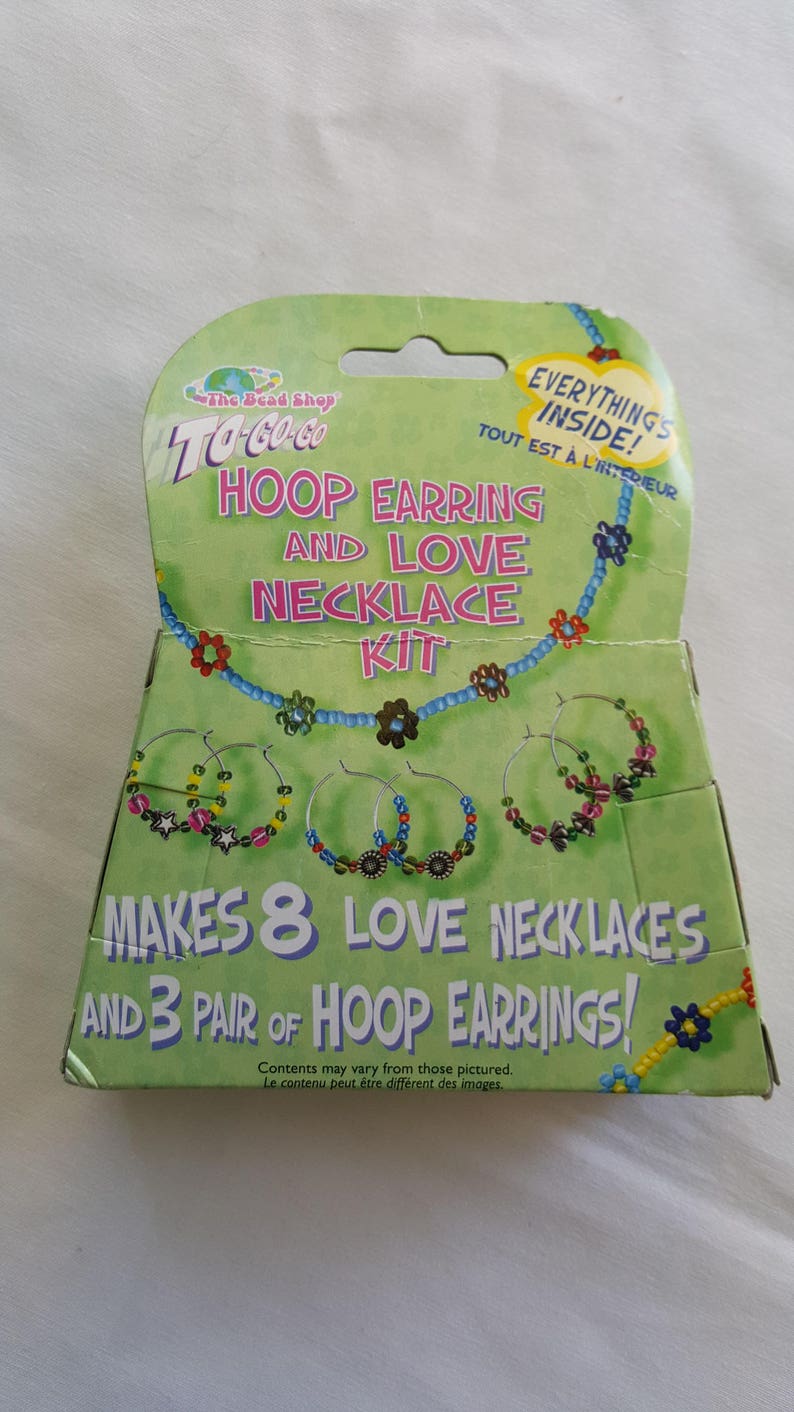 The Bead Shop®
TO-GO-GO
EVERYTHING'S
INSIDE!
TOUT EST À L'INTÉRIEUR
HOOP EARRING
AND LOVE
NECKLACE
KIT
MAKES 8 LOVE NECKLACES
AND 3 PAIR OF HOOP EARRINGS!
Contents may vary from those pictured.
Le contenu peut être différent des images.